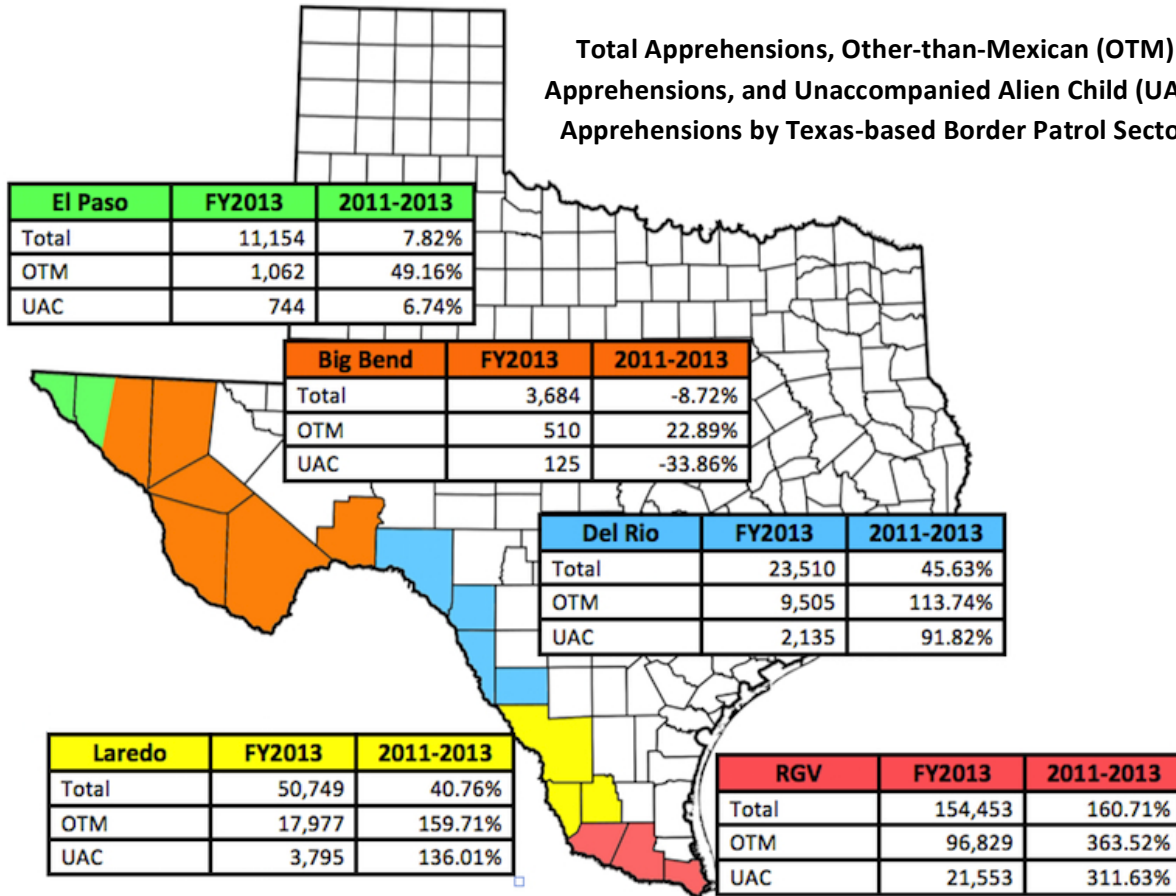 Total Apprehensions, Other-than-Mexican (OTM)
Apprehensions, and Unaccompanied Alien Child (UA
Apprehensions by Texas-based Border Patrol Secto
El Paso FY2013 2011-2013
Total 11,154 7.82%
OTM 1,062 49.16%
UAC 744 6.74%
Big Bend FY2013 2011-2013
Total 3,684 -8.72%
OTM 510 22.89%
UAC 125 -33.86%
Del Rio FY2013 2011-2013
Total 23,510 45.63%
OTM 9,505 113.74%
UAC 2,135 91.82%
Laredo FY2013 2011-2013
Total 50,749 40.76%
OTM 17,977 159.71%
UAC 3,795 136.01%
RGV FY2013 2011-2013
Total 154,453 160.71%
OTM 96,829 363.52%
UAC 21,553 311.63%